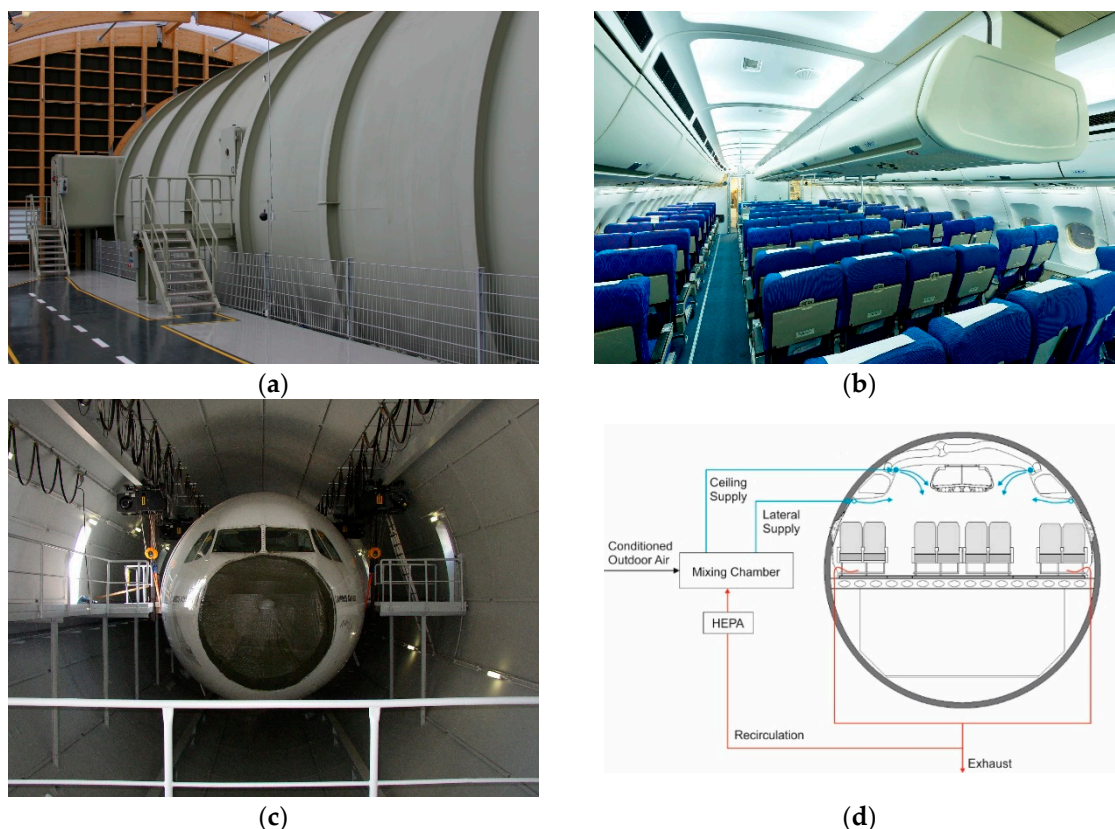 (a)
(b)
Ceiling
Supply
Lateral
Supply
Conditioned
Outdoor Air
Mixing Chamber
HEPA
Recirculation
Exhaust
(c)
(d)